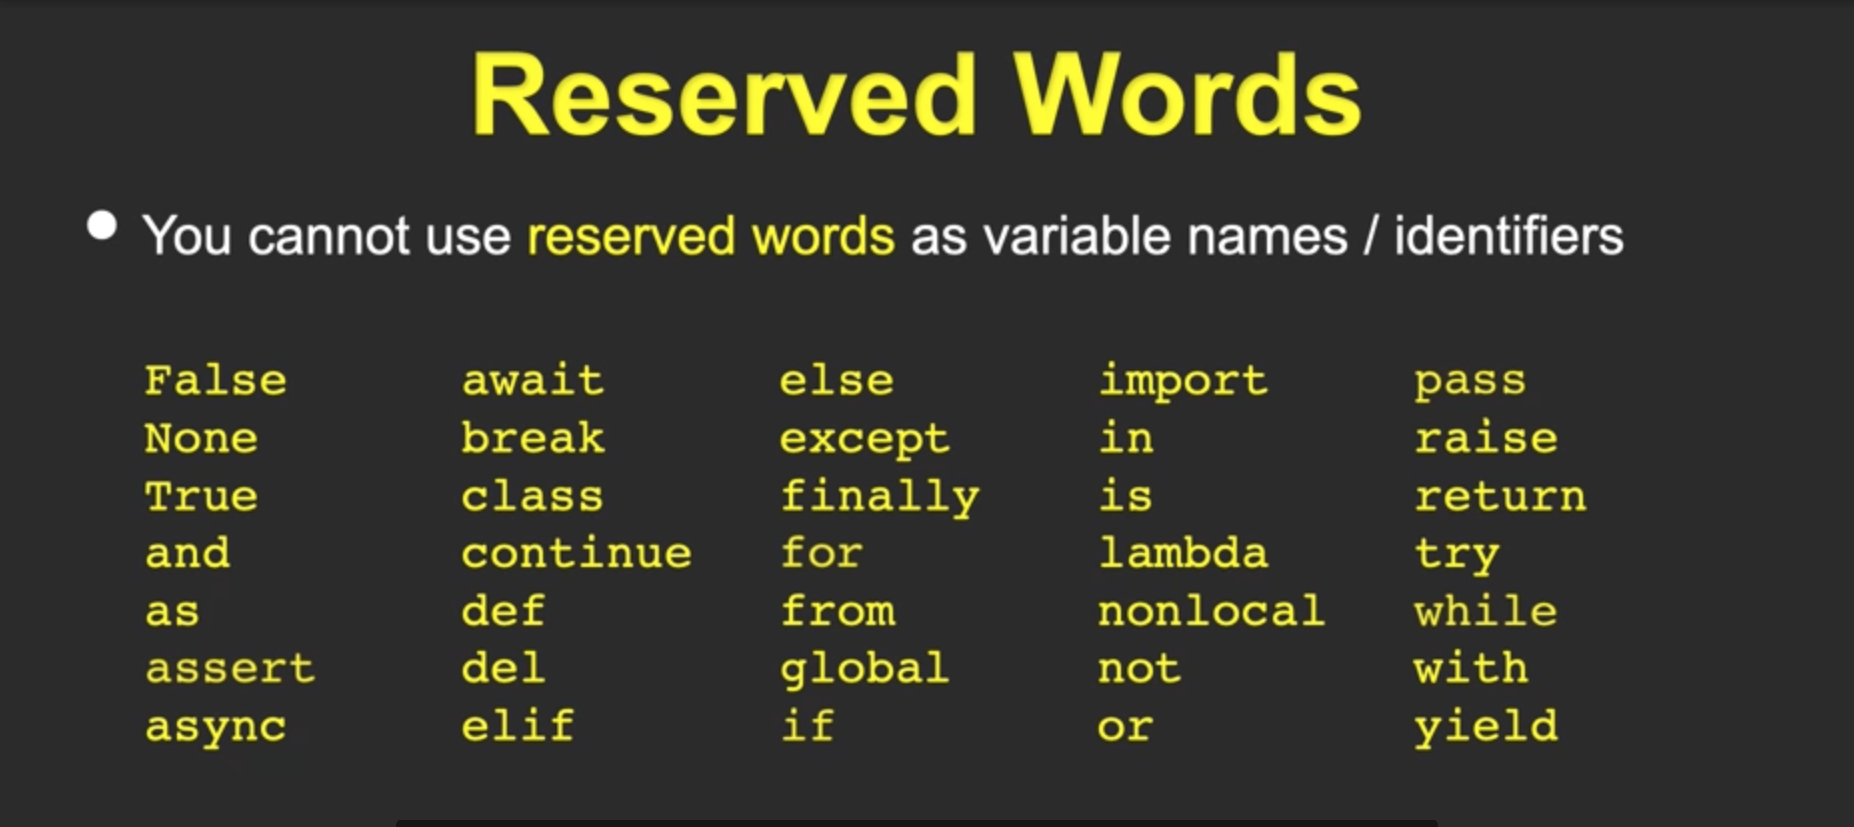 Reserved Words
● You cannot use reserved words as variable names / identifiers
False await else import pass
None break except in raise
True class finally is return
and continue for lambda try
as def from nonlocal while
assert del global not with
async elif if or yield